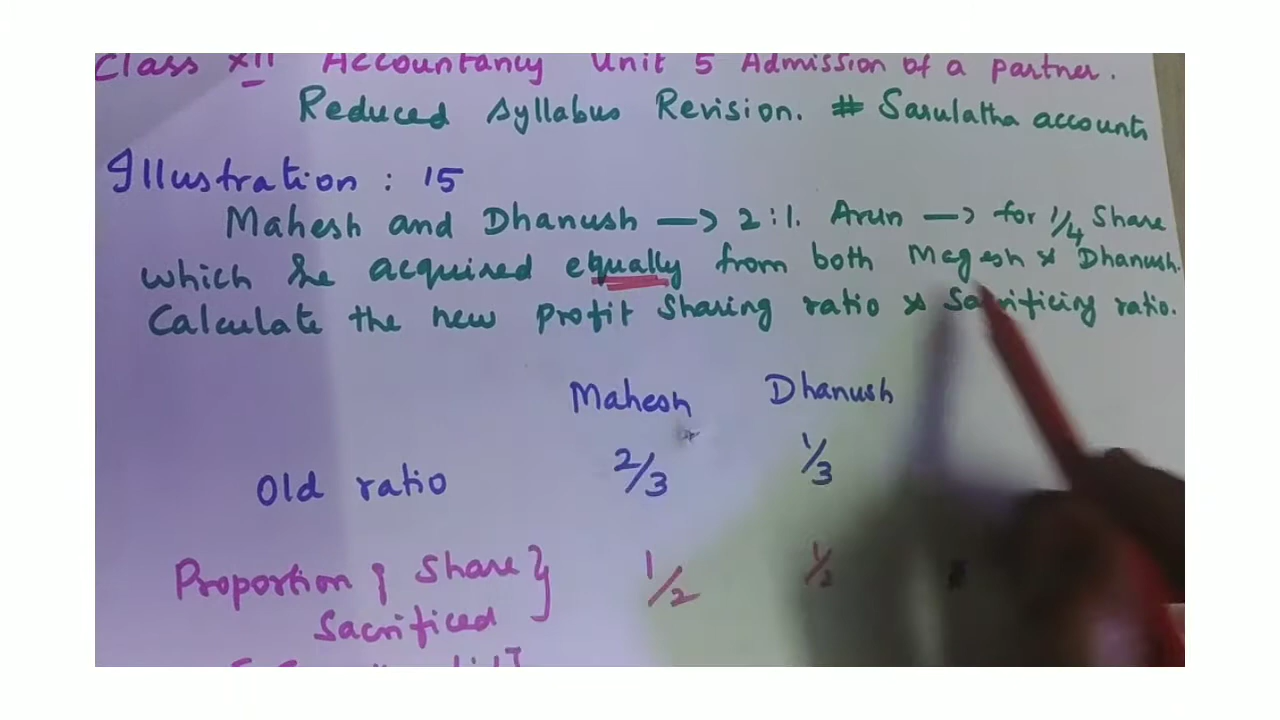 Class XII Accountancy Unit 5 Admission of a partner.
Reduced Syllabus Revision. # Sarulatha accounts
Illustration : 15
Mahesh and Dhanush → 2:1. Arun → for 1/4 Share
which he acquired equally from both Magesh & Dhanush.
Calculate the new profit sharing ratio & Sacrificing ratio.
Mahesh Dhanush
Old ratio 2/3 1/3
Proportion of share } 1/2 1/2
Sacrificed